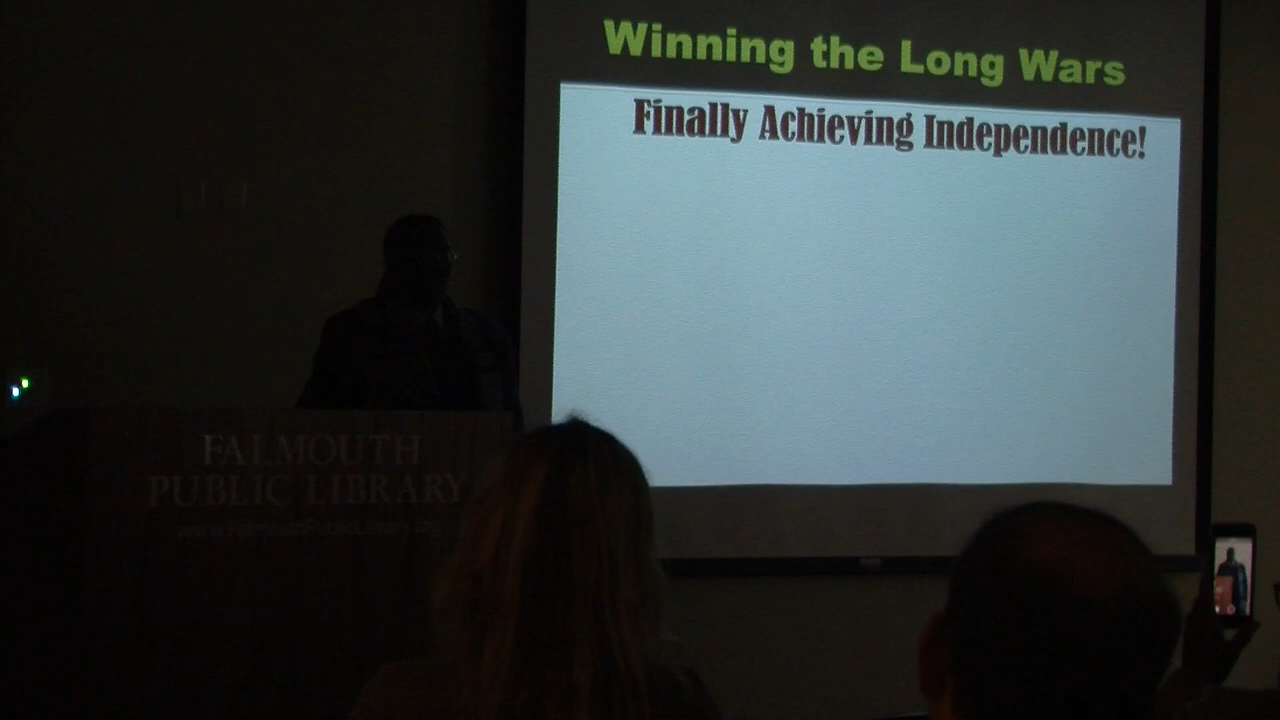 Winning the Long Wars
Finally Achieving Independence!
FALMOUTH
PUBLIC LIBRARY